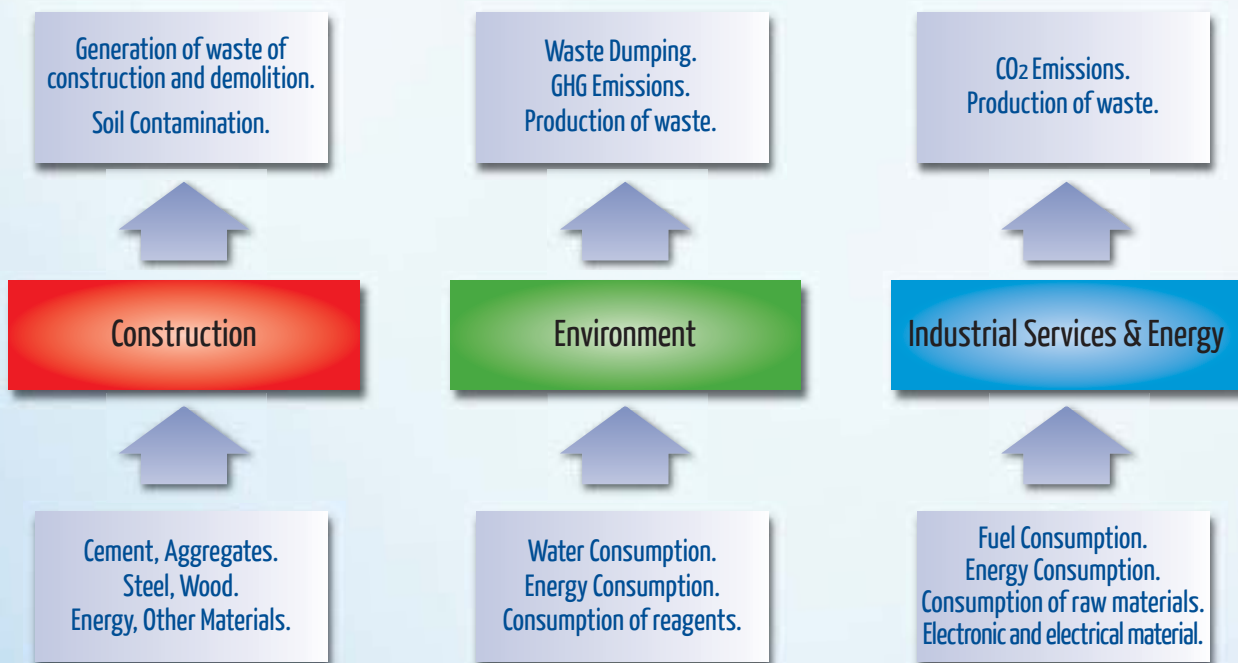 Generation of waste of
construction and demolition.
Soil Contamination.
Waste Dumping.
GHG Emissions.
Production of waste.
CO2 Emissions.
Production of waste.
Construction
Environment
Industrial Services & Energy
Cement, Aggregates.
Steel, Wood.
Energy, Other Materials.
Water Consumption.
Energy Consumption.
Consumption of reagents.
Fuel Consumption.
Energy Consumption.
Consumption of raw materials.
Electronic and electrical material.